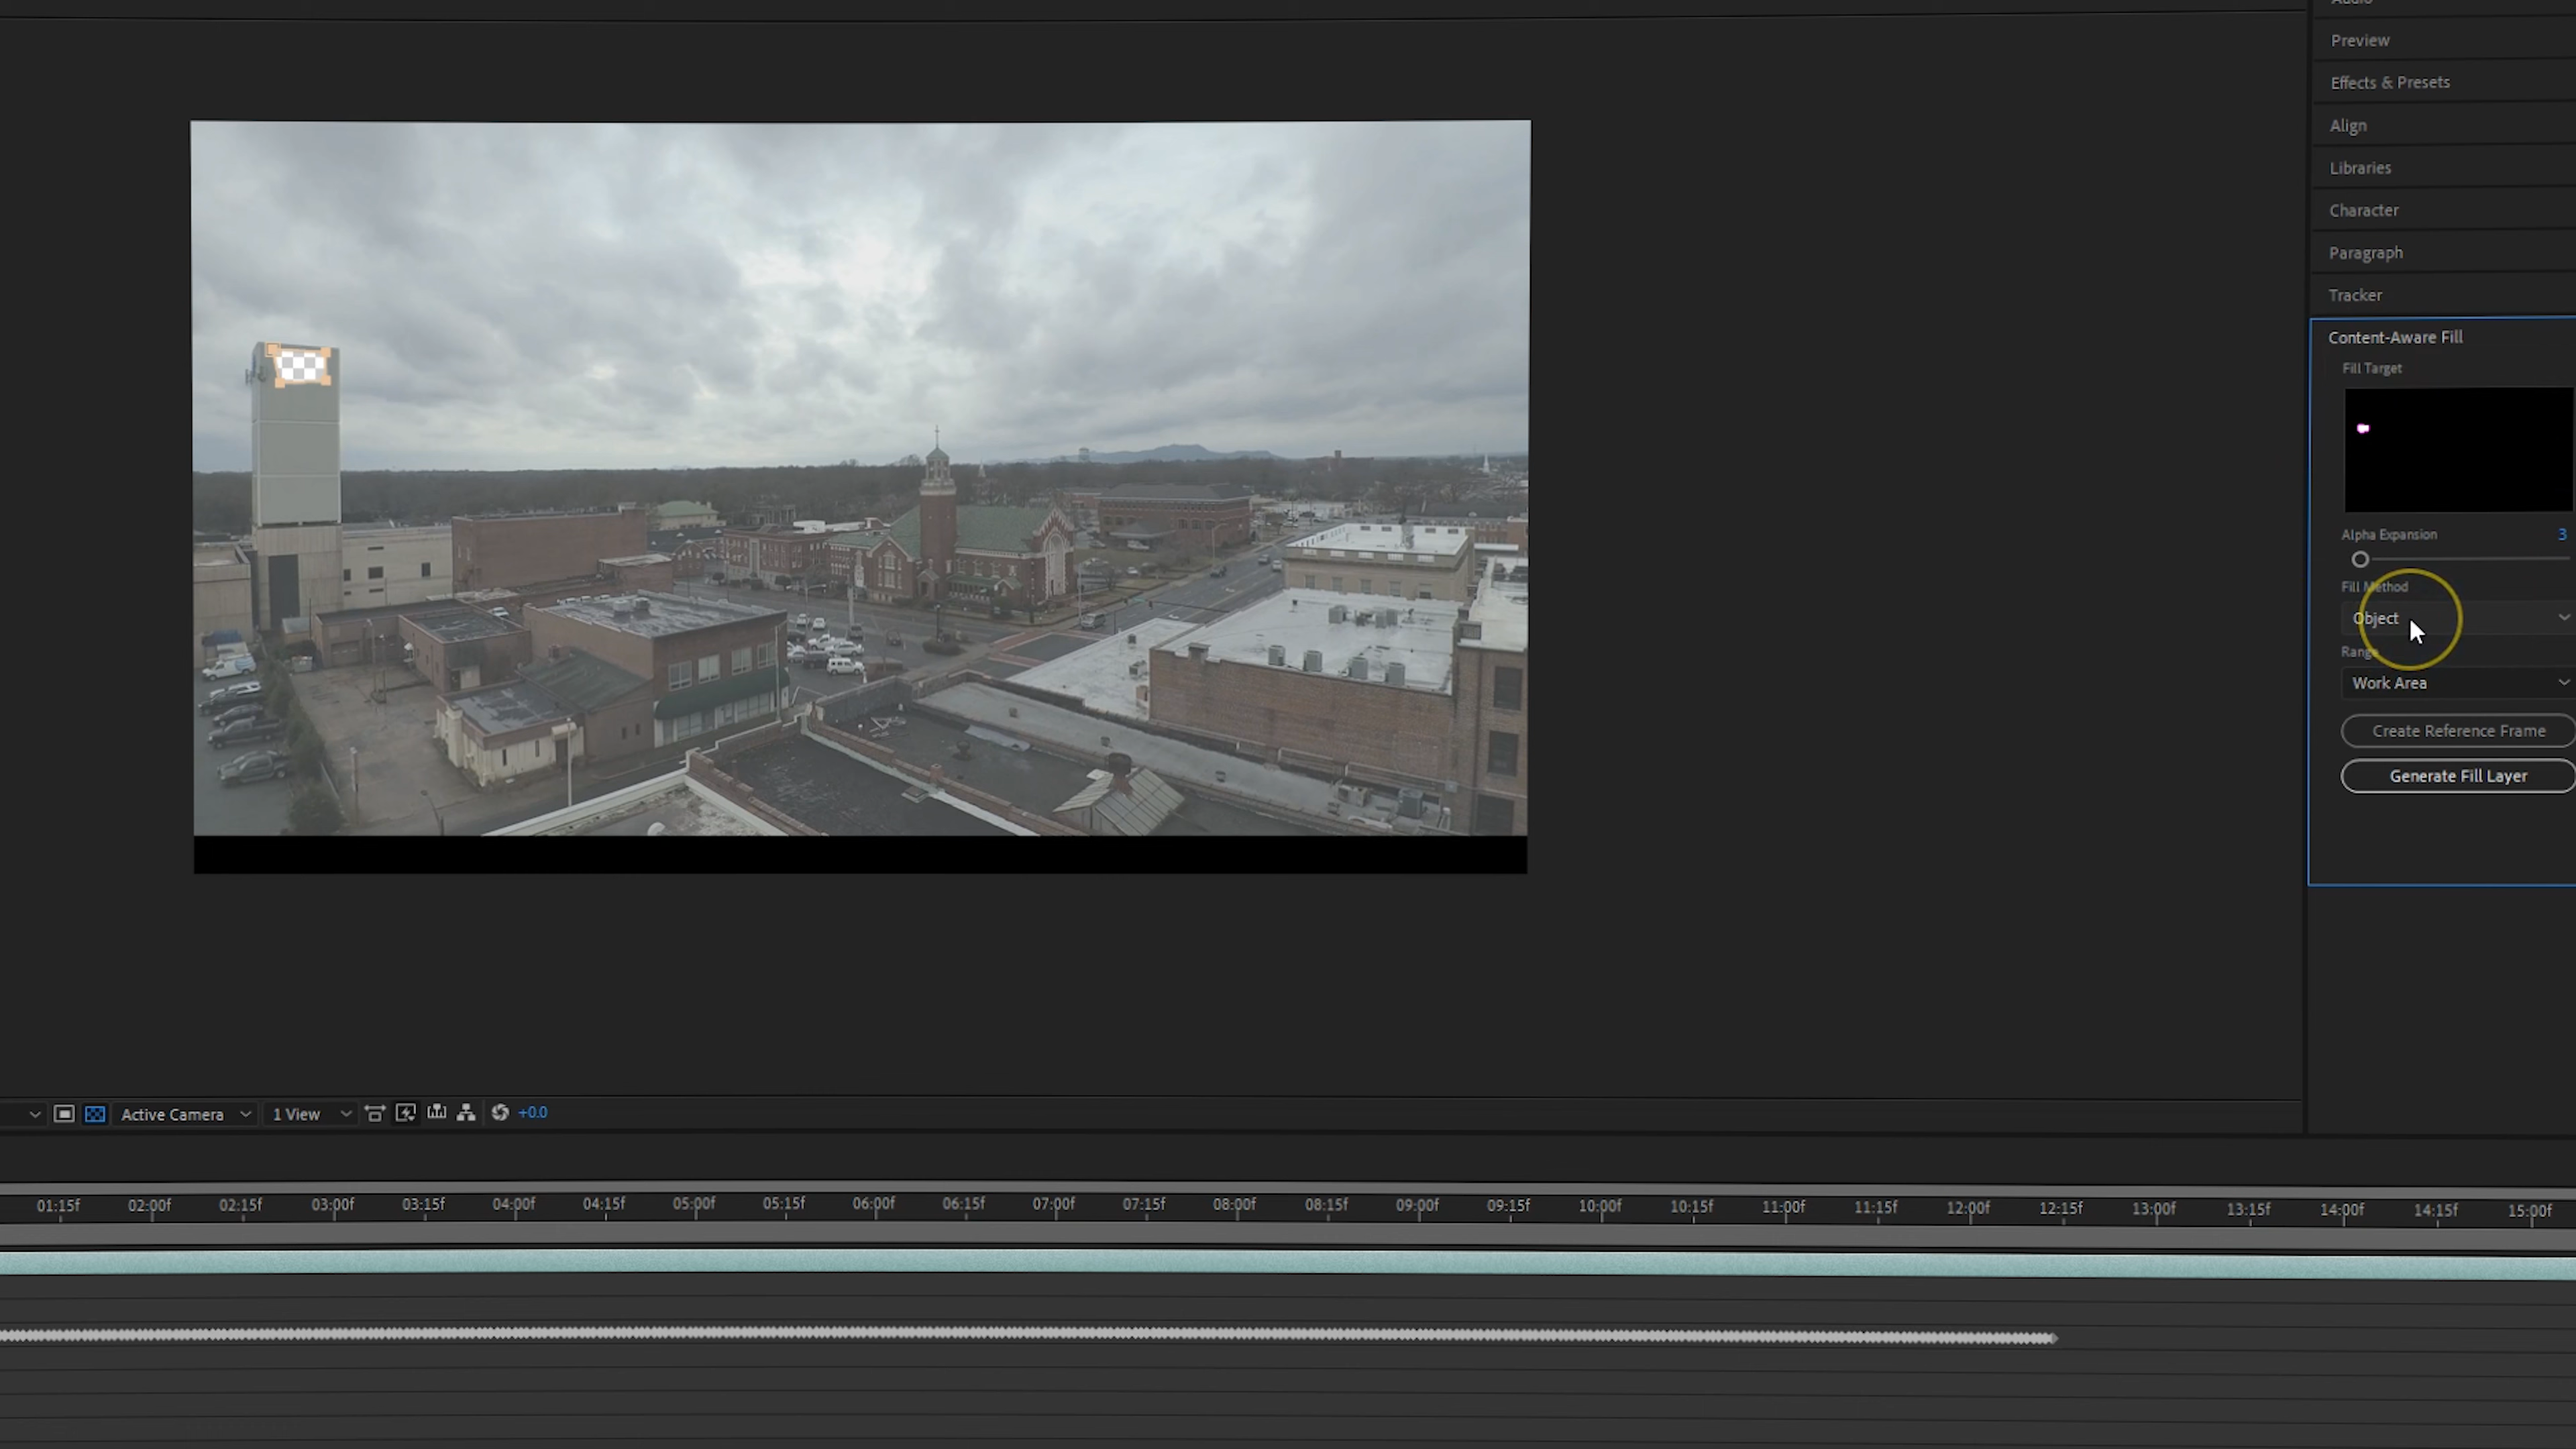 Audio
Preview
Effects & Presets
Align
Libraries
Character
Paragraph
Tracker
Content-Aware Fill
Fill Target
Alpha Expansion 3
Fill Method
Object
Range
Work Area
Create Reference Frame
Generate Fill Layer
Active Camera 1 View +0.0
01:15f 02:00f 02:15f 03:00f 03:15f 04:00f 04:15f 05:00f 05:15f 06:00f 06:15f 07:00f 07:15f 08:00f 08:15f 09:00f 09:15f 10:00f 10:15f 11:00f 11:15f 12:00f 12:15f 13:00f 13:15f 14:00f 14:15f 15:00f